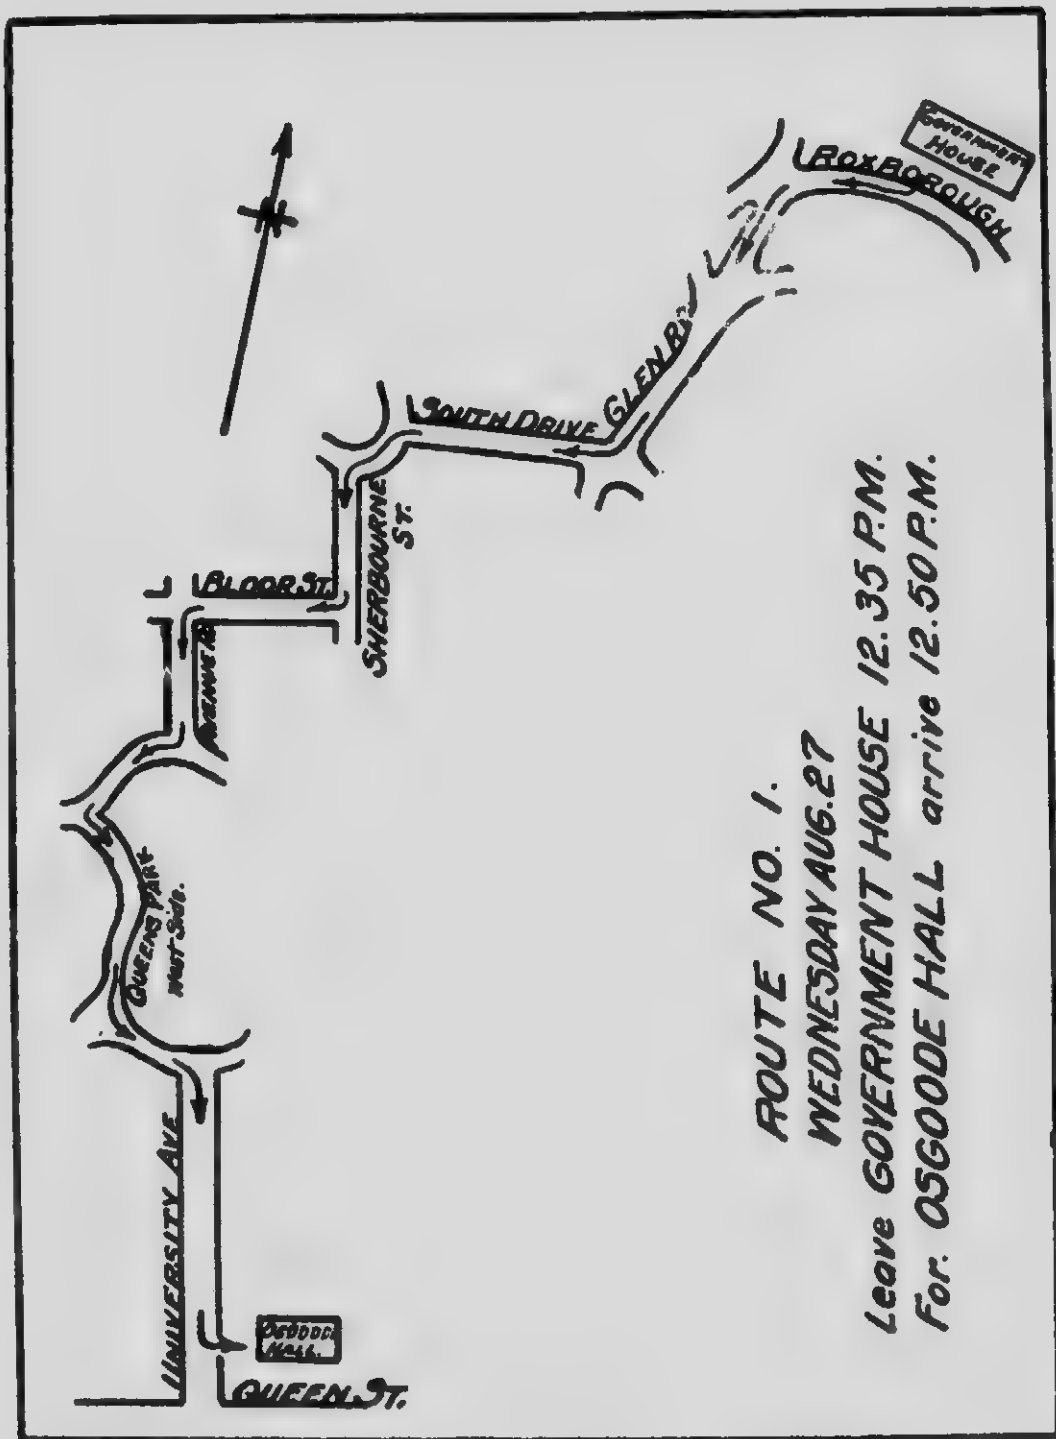 GOVERNMENT
HOUSE
ROXBOROUGH
GLEN RD.
SOUTH DRIVE
SHERBOURNE
ST.
BLOOR ST.
AVENUE RD
QUEENS PARK
West Side.
UNIVERSITY AVE
OSGOODE
HALL.
QUEEN ST.
ROUTE NO. 1.
WEDNESDAY AUG. 27
Leave GOVERNMENT HOUSE 12.35 P.M.
For. OSGOODE HALL arrive 12.50 P.M.